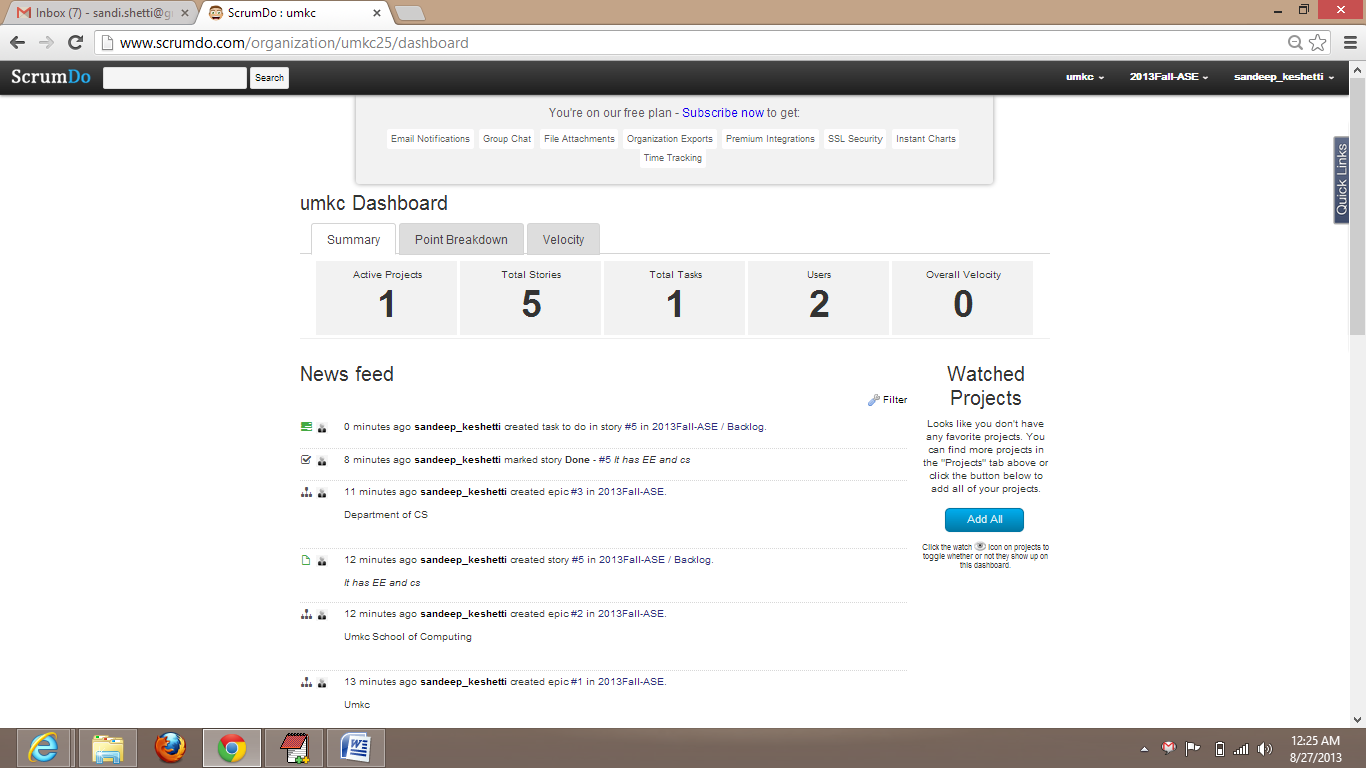 Inbox (7) - sandi.shetti@g
ScrumDo : umkc
www.scrumdo.com/organization/umkc25/dashboard
ScrumDo Search umkc 2013Fall-ASE sandeep_keshetti
You're on our free plan - Subscribe now to get:
Email Notifications Group Chat File Attachments Organization Exports Premium Integrations SSL Security Instant Charts
Time Tracking
Quick Links
umkc Dashboard
Summary Point Breakdown Velocity
Active Projects Total Stories Total Tasks Users Overall Velocity
1 5 1 2 0
News feed
Filter
0 minutes ago sandeep_keshetti created task to do in story #5 in 2013Fall-ASE / Backlog.
8 minutes ago sandeep_keshetti marked story Done - #5 It has EE and cs
11 minutes ago sandeep_keshetti created epic #3 in 2013Fall-ASE.
Department of CS
12 minutes ago sandeep_keshetti created story #5 in 2013Fall-ASE / Backlog.
It has EE and cs
12 minutes ago sandeep_keshetti created epic #2 in 2013Fall-ASE.
Umkc School of Computing
13 minutes ago sandeep_keshetti created epic #1 in 2013Fall-ASE.
Umkc
Watched
Projects
Looks like you don't have
any favorite projects. You
can find more projects in
the "Projects" tab above or
click the button below to
add all of your projects.
Add All
Click the watch icon on projects to
toggle whether or not they show up on
this dashboard.
12:25 AM
8/27/2013